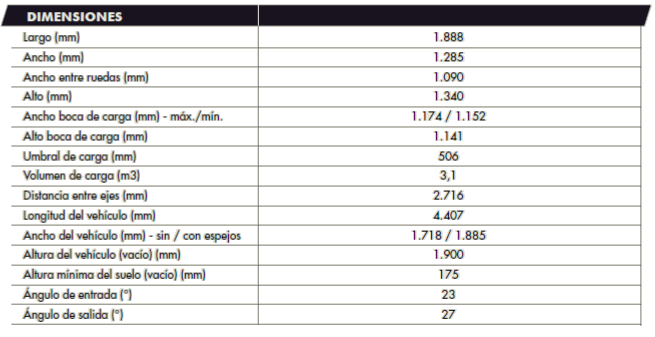 DIMENSIONES
Largo (mm) 1.888
Ancho (mm) 1.285
Ancho entre ruedas (mm) 1.090
Alto (mm) 1.340
Ancho boca de carga (mm) - máx./mín. 1.174 / 1.152
Alto boca de carga (mm) 1.141
Umbral de carga (mm) 506
Volumen de carga (m3) 3,1
Distancia entre ejes (mm) 2.716
Longitud del vehículo (mm) 4.407
Ancho del vehículo (mm) - sin / con espejos 1.718 / 1.885
Altura del vehículo (vacío) (mm) 1.900
Altura mínima del suelo (vacío) (mm) 175
Ángulo de entrada (°) 23
Ángulo de salida (°) 27